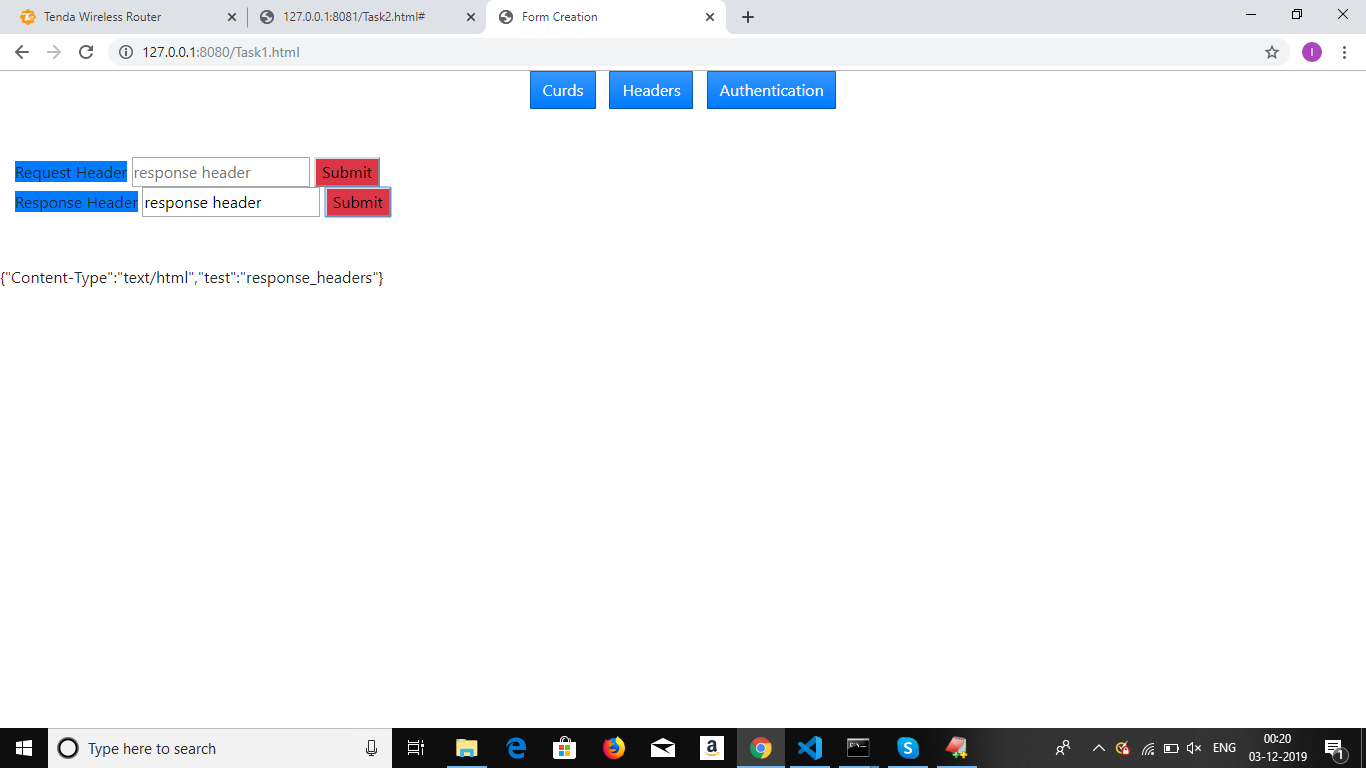 Tenda Wireless Router
127.0.0.1:8081/Task2.html#
Form Creation
127.0.0.1:8080/Task1.html
I
Curds Headers Authentication
Request Header response header Submit
Response Header response header Submit
{"Content-Type":"text/html","test":"response_headers"}
Type here to search
a
C:\_
S
ENG
00:20
03-12-2019
1